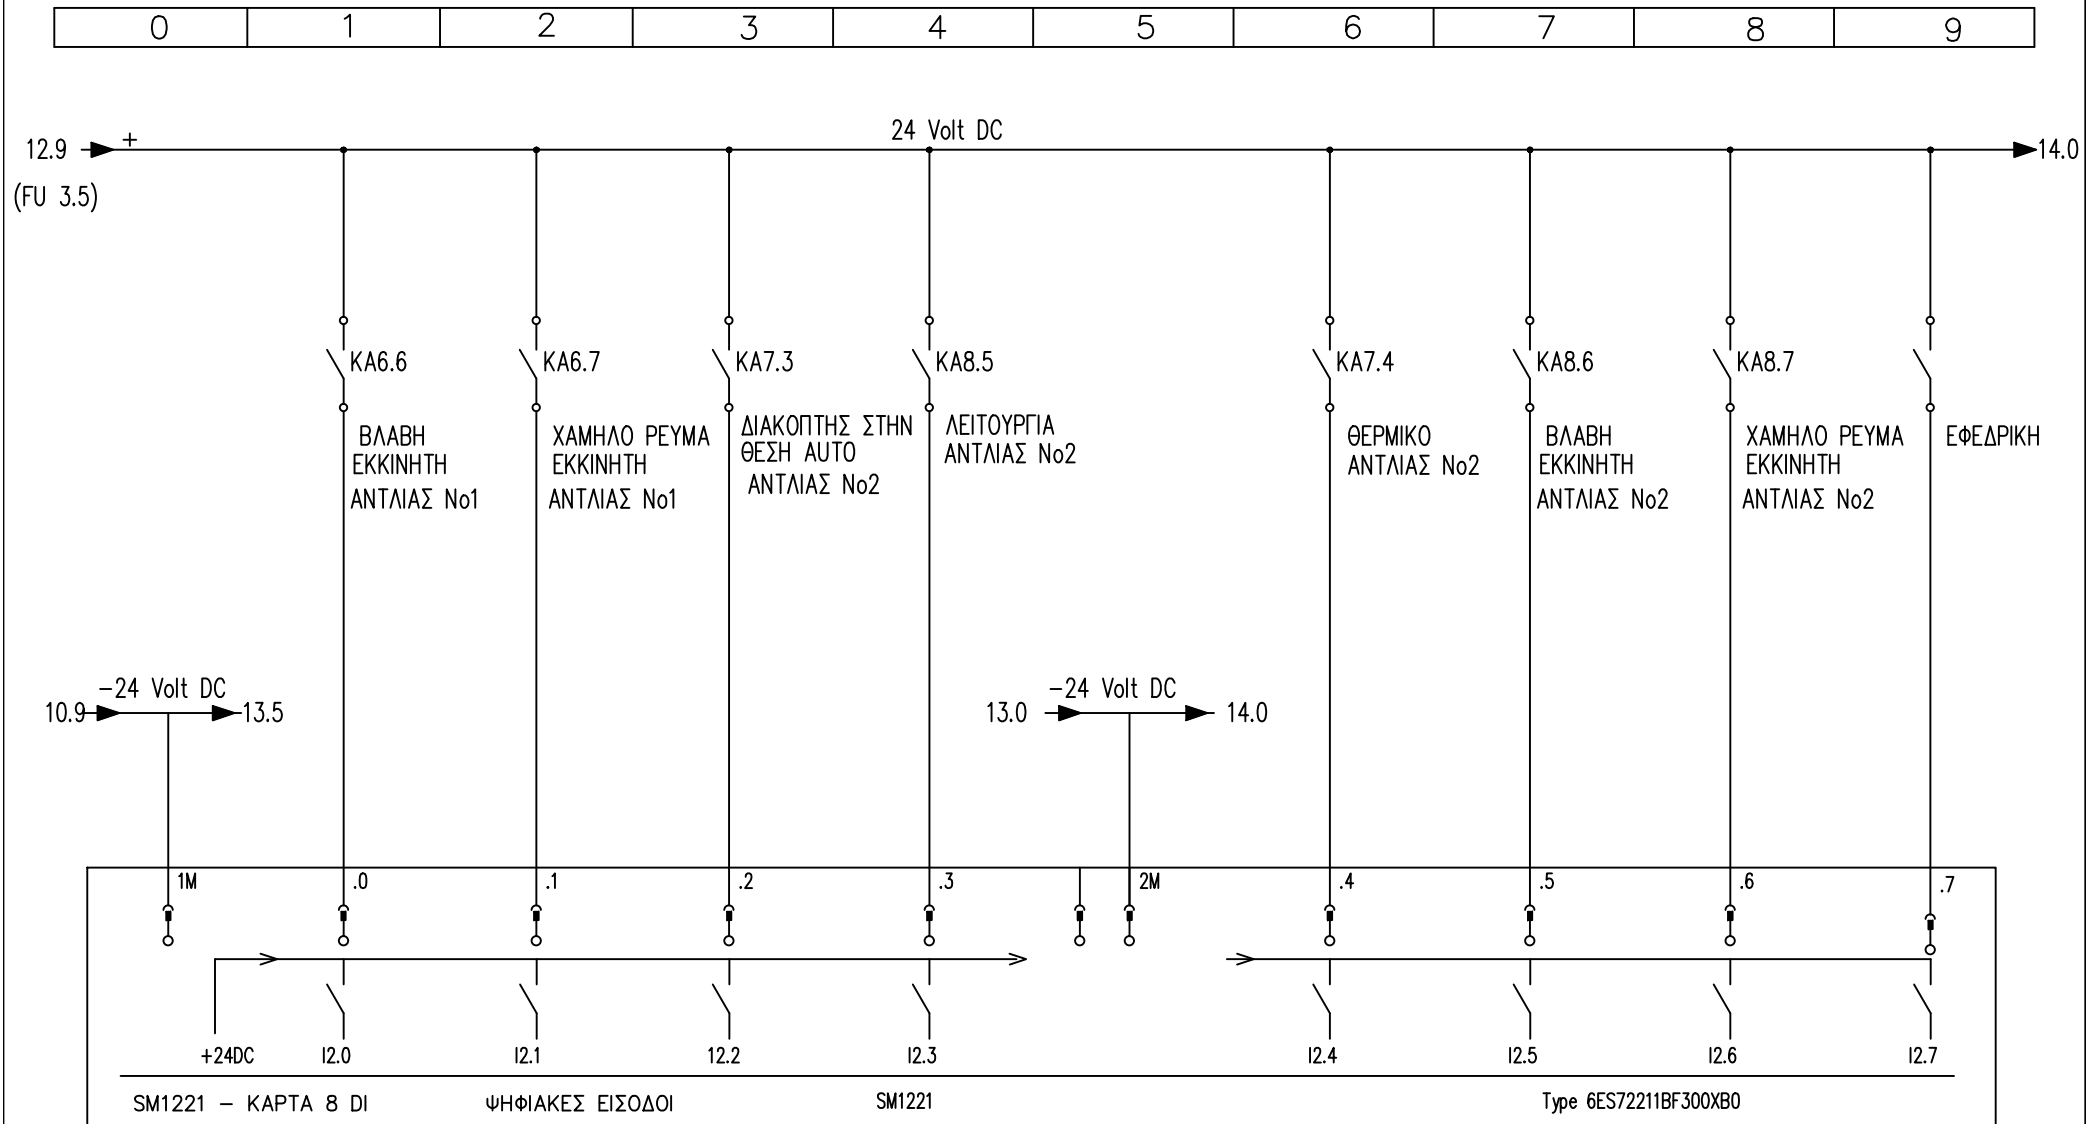 0 1 2 3 4 5 6 7 8 9
24 Volt DC
12.9 + 14.0
(FU 3.5)
KA6.6 KA6.7 KA7.3 KA8.5 KA7.4 KA8.6 KA8.7
ΒΛΑΒΗ
ΕΚΚΙΝΗΤΗ
ΑΝΤΛΙΑΣ No1
ΧΑΜΗΛΟ ΡΕΥΜΑ
ΕΚΚΙΝΗΤΗ
ΑΝΤΛΙΑΣ No1
ΔΙΑΚΟΠΤΗΣ ΣΤΗΝ
ΘΕΣΗ AUTO
ΑΝΤΛΙΑΣ No2
ΛΕΙΤΟΥΡΓΙΑ
ΑΝΤΛΙΑΣ No2
ΘΕΡΜΙΚΟ
ΑΝΤΛΙΑΣ No2
ΒΛΑΒΗ
ΕΚΚΙΝΗΤΗ
ΑΝΤΛΙΑΣ No2
ΧΑΜΗΛΟ ΡΕΥΜΑ
ΕΚΚΙΝΗΤΗ
ΑΝΤΛΙΑΣ No2
ΕΦΕΔΡΙΚΗ
-24 Volt DC
10.9 13.5
-24 Volt DC
13.0 14.0
1M .0 .1 .2 .3 2M .4 .5 .6 .7
+24DC I2.0 I2.1 12.2 I2.3 I2.4 I2.5 I2.6 I2.7
SM1221 - ΚΑΡΤΑ 8 DI ΨΗΦΙΑΚΕΣ ΕΙΣΟΔΟΙ SM1221 Type 6ES72211BF300XB0